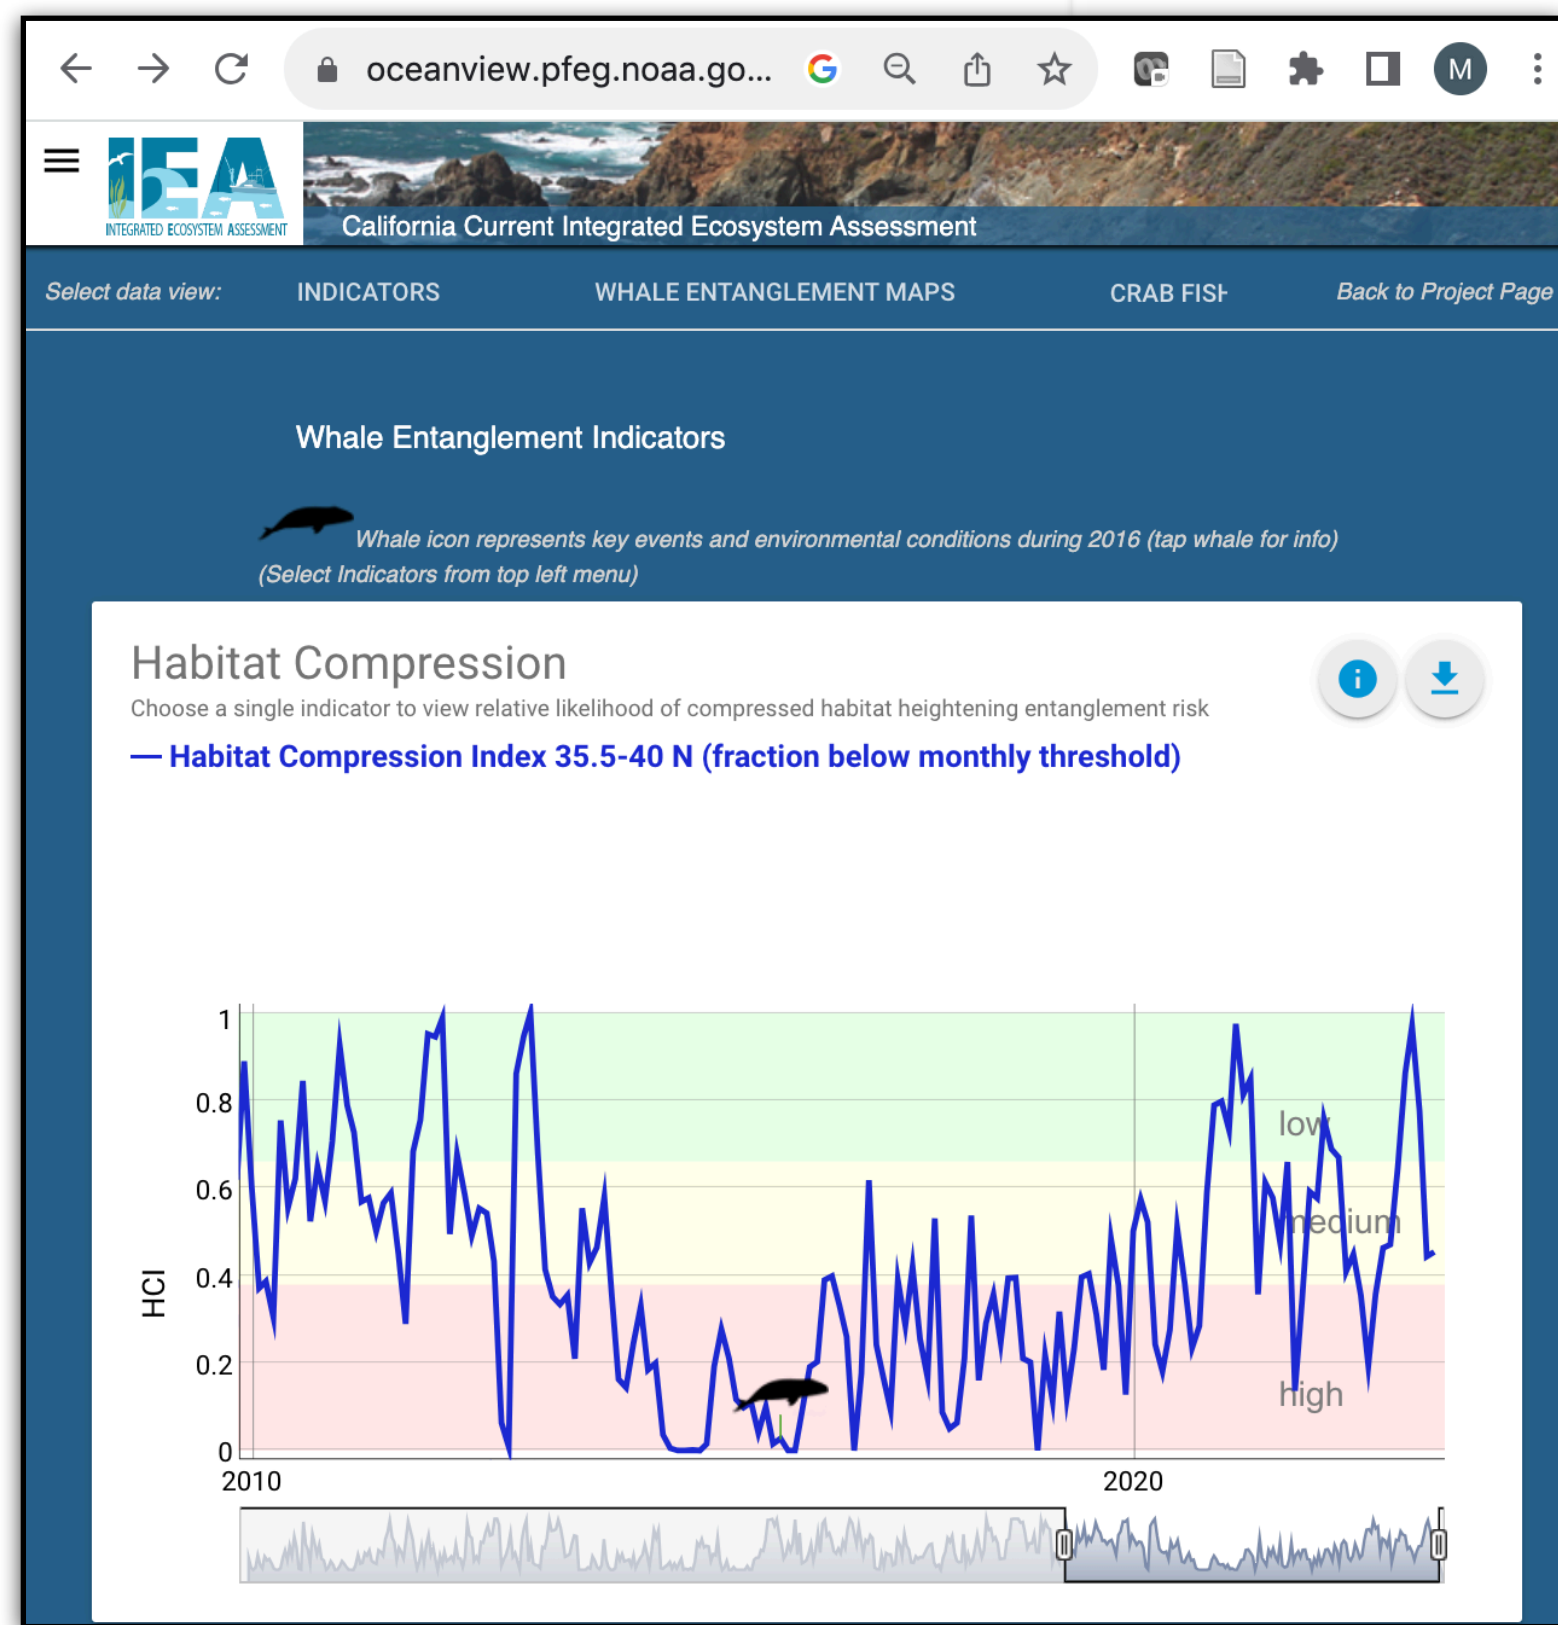 oceanview.pfeg.noaa.go...
M
IEA
INTEGRATED ECOSYSTEM ASSESSMENT
California Current Integrated Ecosystem Assessment
Select data view: INDICATORS WHALE ENTANGLEMENT MAPS CRAB FISH Back to Project Page
Whale Entanglement Indicators
Whale icon represents key events and environmental conditions during 2016 (tap whale for info)
(Select Indicators from top left menu)
Habitat Compression
Choose a single indicator to view relative likelihood of compressed habitat heightening entanglement risk
— Habitat Compression Index 35.5-40 N (fraction below monthly threshold)
1
0.8
low
0.6
medium
0.4
HCI
0.2
high
0
2010 2020